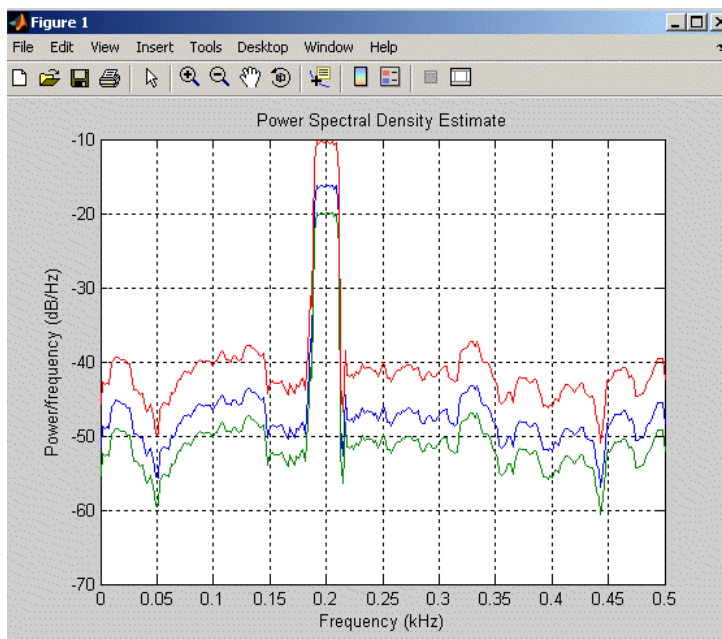 Figure 1
File Edit View Insert Tools Desktop Window Help
Power Spectral Density Estimate
-10
-20
-30
-40
-50
-60
-70
Power/frequency (dB/Hz)
0 0.05 0.1 0.15 0.2 0.25 0.3 0.35 0.4 0.45 0.5
Frequency (kHz)